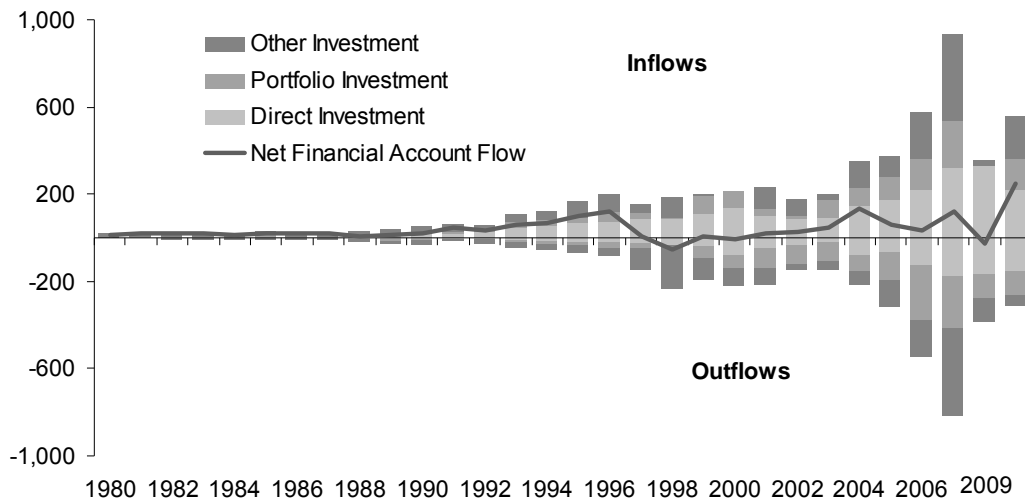 1,000
Other Investment
Inflows
Portfolio Investment
600
Direct Investment
Net Financial Account Flow
200
-200
Outflows
-600
-1,000
1980 1982 1984 1986 1988 1990 1992 1994 1996 1998 2000 2002 2004 2006 2009